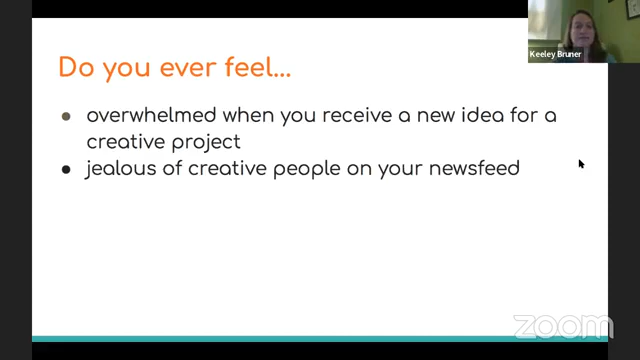 Keeley Bruner
Do you ever feel...
● overwhelmed when you receive a new idea for a
creative project
● jealous of creative people on your newsfeed
zoom